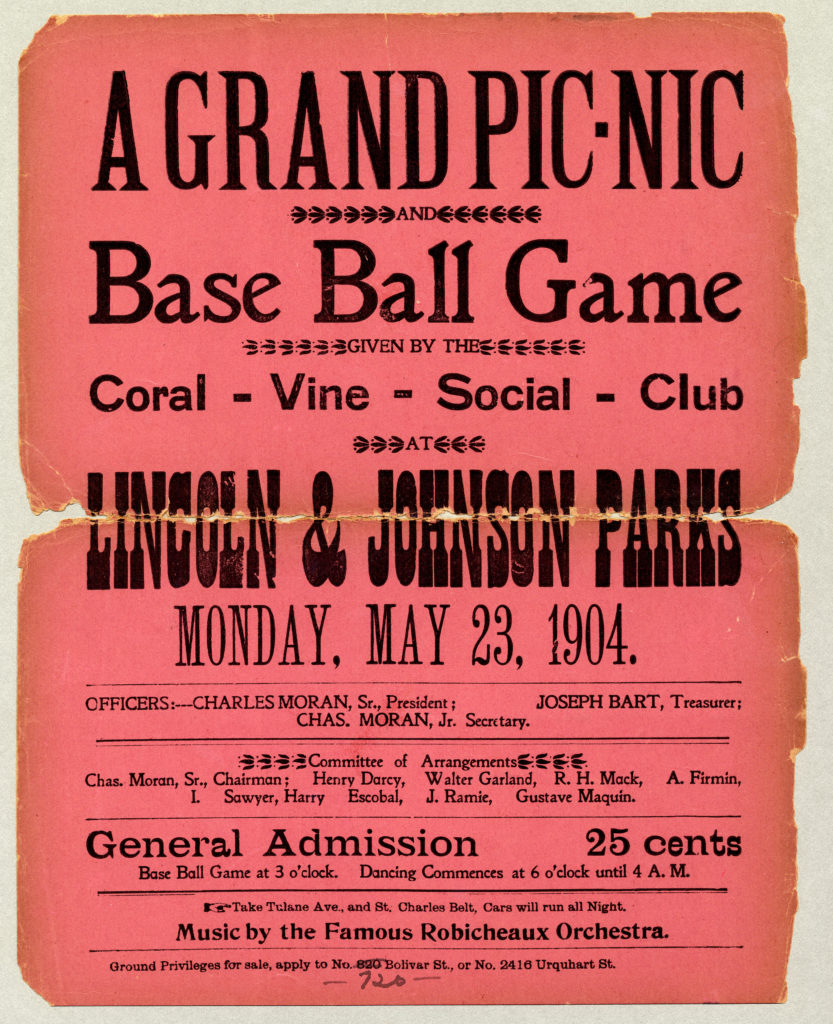 A GRAND PIC-NIC
AND
Base Ball Game
GIVEN BY THE
Coral - Vine - Social - Club
AT
LINCOLN & JOHNSON PARKS
MONDAY, MAY 23, 1904.
OFFICERS:---CHARLES MORAN, Sr., President; JOSEPH BART, Treasurer;
CHAS. MORAN, Jr. Secretary.
Committee of Arrangements
Chas. Moran, Sr., Chairman; Henry Darcy, Walter Garland, R. H. Mack, A. Firmin,
I. Sawyer, Harry Escobal, J. Ramie, Gustave Maquin.
General Admission 25 cents
Base Ball Game at 3 o'clock. Dancing Commences at 6 o'clock until 4 A. M.
Take Tulane Ave., and St. Charles Belt, Cars will run all Night.
Music by the Famous Robicheaux Orchestra.
Ground Privileges for sale, apply to No. 820 Bolivar St., or No. 2416 Urquhart St.
— 720 —